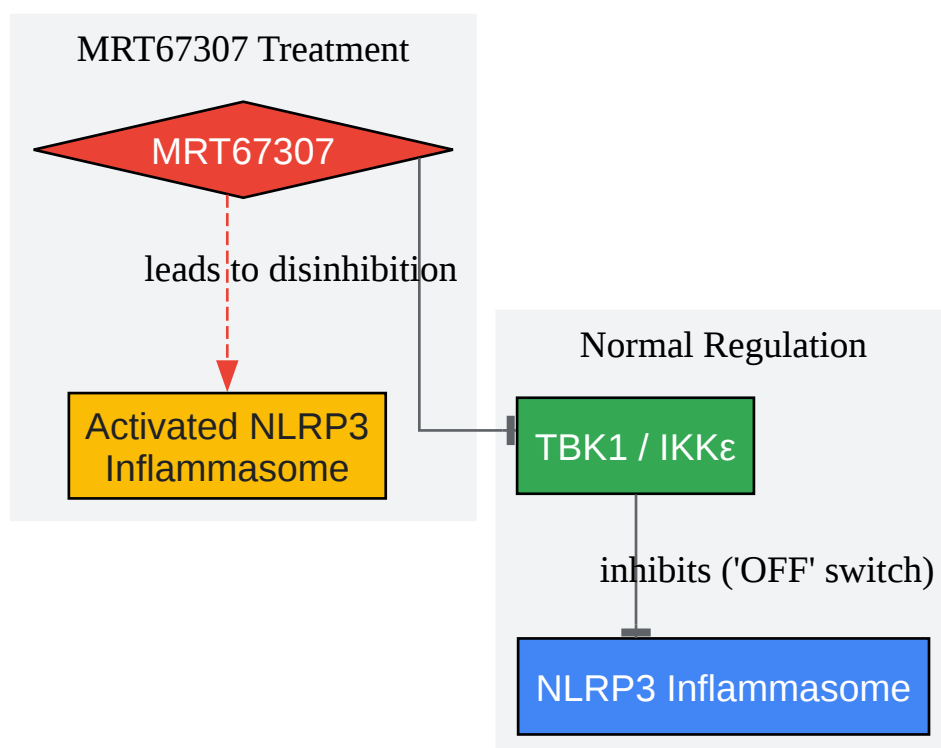 MRT67307 Treatment
MRT67307
leads to disinhibition
Activated NLRP3
Inflammasome
Normal Regulation
TBK1 / IKKε
inhibits ('OFF' switch)
NLRP3 Inflammasome